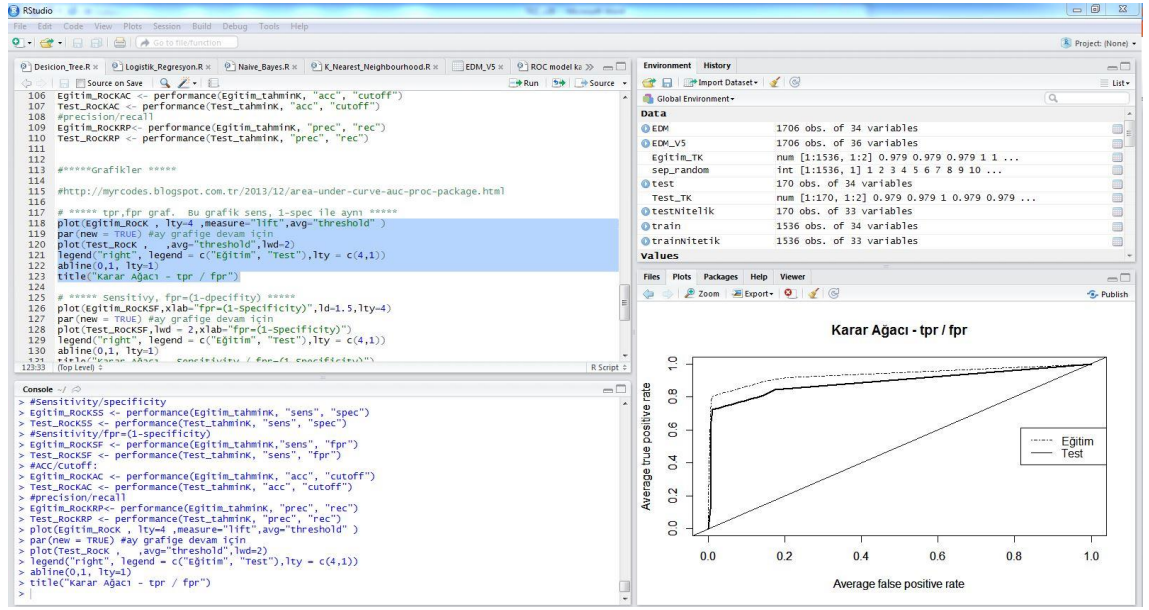 RStudio
File Edit Code View Plots Session Build Debug Tools Help
Go to file/function
Project: (None)
Desicion_Tree.R
Logistik_Regresyon.R
Naive_Bayes.R
K_Nearest_Neighbourhood.R
EDM_V5
ROC model ka
Source on Save
Run
Source
106 Egitim_RocKAC <- performance(Egitim_tahminK, "acc", "cutoff")
107 Test_RocKAC <- performance(Test_tahminK, "acc", "cutoff")
108 #precision/recall
109 Egitim_RocKRP<- performance(Egitim_tahminK, "prec", "rec")
110 Test_RocKRP <- performance(Test_tahminK, "prec", "rec")
111
112
113 #*****Grafikler *****
114
115 #http://myrcodes.blogspot.com.tr/2013/12/area-under-curve-auc-proc-package.html
116
117 # ***** tpr,fpr graf.  Bu grafik sens, 1-spec ile aynı *****
118 plot(Egitim_RocK , lty=4 ,measure="lift",avg="threshold" )
119 par(new = TRUE) #ay grafige devam için
120 plot(Test_RocK ,   ,avg="threshold",lwd=2)
121 legend("right", legend = c("Eğitim", "Test"),lty = c(4,1))
122 abline(0,1, lty=1)
123 title("Karar Ağacı - tpr / fpr")
124
125 # ***** Sensitivy, fpr=(1-dpecifity) *****
126 plot(Egitim_RocKSF,xlab="fpr=(1-Specificity)",ld=1.5,lty=4)
127 par(new = TRUE) #ay grafige devam için
128 plot(Test_RocKSF,lwd = 2,xlab="fpr=(1-Specificity)")
129 legend("right", legend = c("Eğitim", "Test"),lty = c(4,1))
130 abline(0,1, lty=1)
131 title("Karar Ağacı - Sensitivity / fpr=(1-Specificity)")
123:33 (Top Level)
R Script
Console ~/
> #Sensitivity/specificity
> Egitim_RocKSS <- performance(Egitim_tahminK, "sens", "spec")
> Test_RocKSS <- performance(Test_tahminK, "sens", "spec")
> #Sensitivity/fpr=(1-specificity)
> Egitim_RocKSF <- performance(Egitim_tahminK,"sens", "fpr")
> Test_RocKSF <- performance(Test_tahminK, "sens", "fpr")
> #ACC/Cutoff:
> Egitim_RocKAC <- performance(Egitim_tahminK, "acc", "cutoff")
> Test_RocKAC <- performance(Test_tahminK, "acc", "cutoff")
> #precision/recall
> Egitim_RocKRP<- performance(Egitim_tahminK, "prec", "rec")
> Test_RocKRP <- performance(Test_tahminK, "prec", "rec")
> plot(Egitim_RocK , lty=4 ,measure="lift",avg="threshold" )
> par(new = TRUE) #ay grafige devam için
> plot(Test_RocK ,   ,avg="threshold",lwd=2)
> legend("right", legend = c("Eğitim", "Test"),lty = c(4,1))
> abline(0,1, lty=1)
> title("Karar Ağacı - tpr / fpr")
>
Environment History
Import Dataset
List
Global Environment
Data
EDM 1706 obs. of 34 variables
EDM_V5 1706 obs. of 36 variables
Egitim_TK num [1:1536, 1:2] 0.979 0.979 0.979 1 1 ...
sep_random int [1:1536, 1] 1 2 3 4 5 6 7 8 9 10 ...
test 170 obs. of 34 variables
Test_TK num [1:170, 1:2] 0.979 0.979 1 0.979 0.979 ...
testNitelik 170 obs. of 33 variables
train 1536 obs. of 34 variables
trainNitetik 1536 obs. of 33 variables
Values
Files Plots Packages Help Viewer
Zoom Export Publish
Karar Ağacı - tpr / fpr
Average true positive rate
1.0
0.8
0.6
0.4
0.2
0.0
Eğitim
Test
0.0 0.2 0.4 0.6 0.8 1.0
Average false positive rate